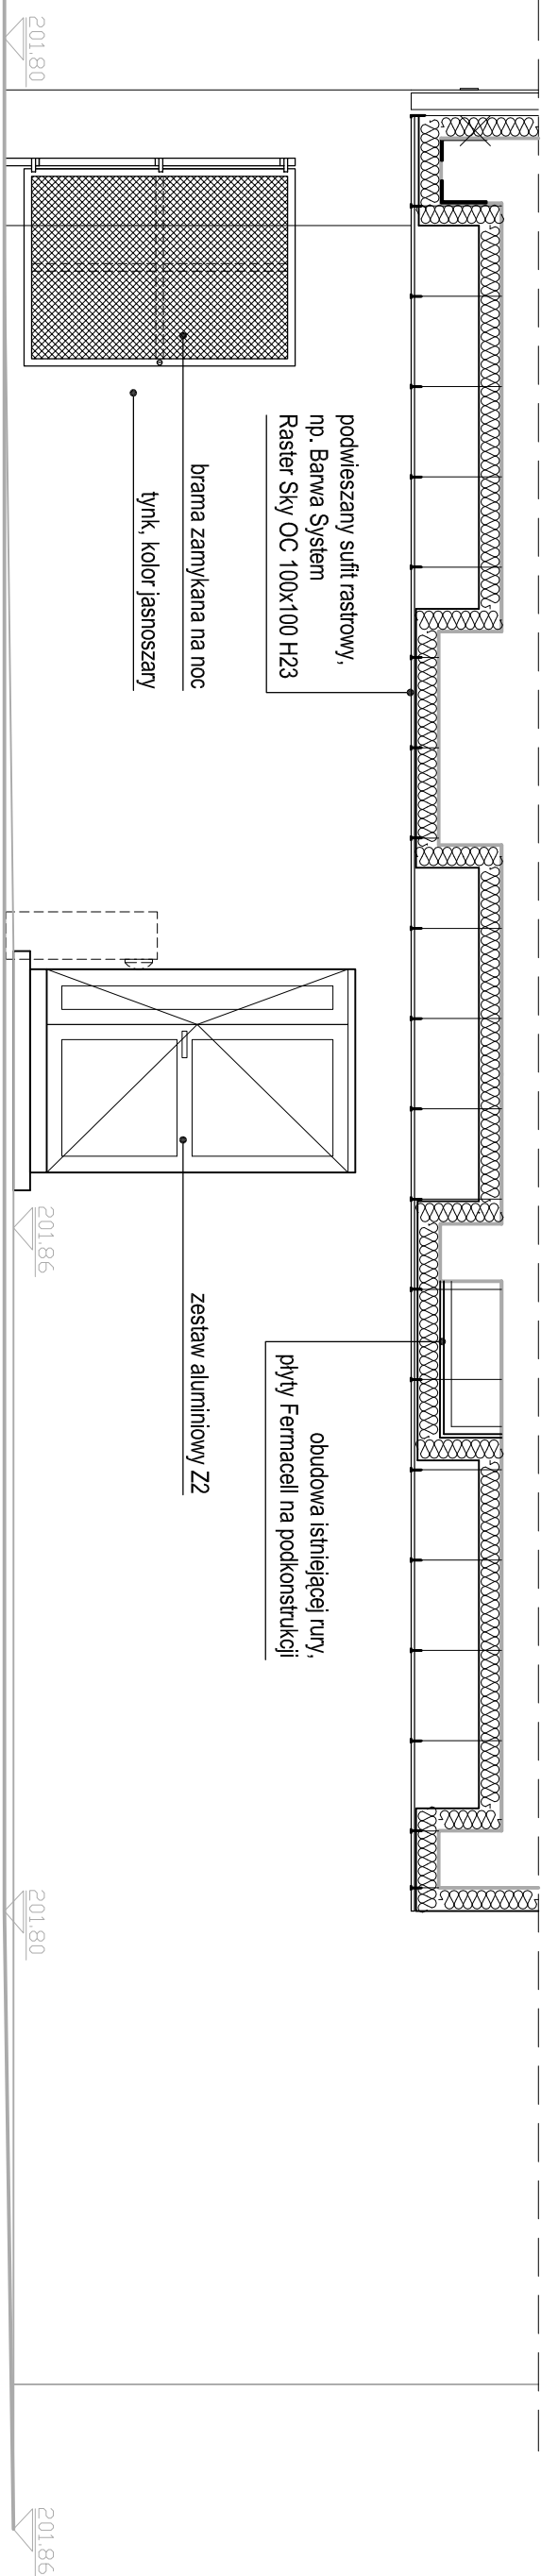 201.80
podwieszany sufit rastrowy,
np. Barwa System
Raster Sky OC 100x100 H23
brama zamykana na noc
tynk, kolor jasnoszary
201.86
obudowa istniejącej rury,
płyty Fermacell na podkonstrukcji
zestaw aluminiowy Z2
201.80
201.86